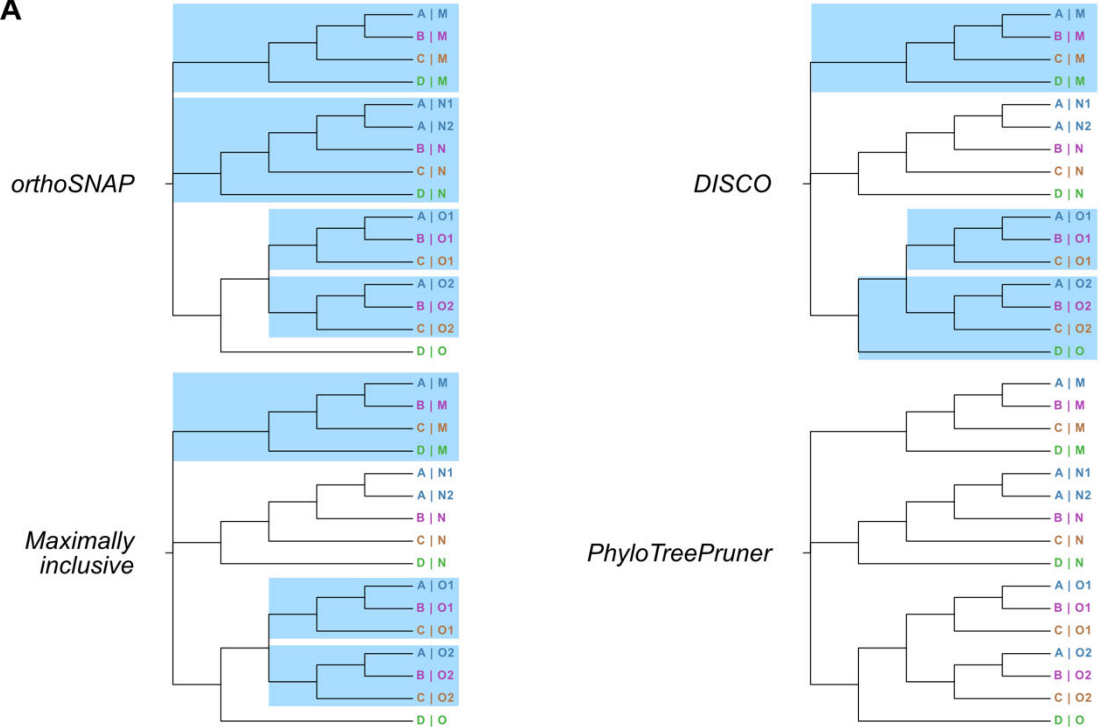 A
orthoSNAP
A | M
B | M
C | M
D | M
A | N1
A | N2
B | N
C | N
D | N
A | O1
B | O1
C | O1
A | O2
B | O2
C | O2
D | O
DISCO
A | M
B | M
C | M
D | M
A | N1
A | N2
B | N
C | N
D | N
A | O1
B | O1
C | O1
A | O2
B | O2
C | O2
D | O
Maximally
inclusive
A | M
B | M
C | M
D | M
A | N1
A | N2
B | N
C | N
D | N
A | O1
B | O1
C | O1
A | O2
B | O2
C | O2
D | O
PhyloTreePruner
A | M
B | M
C | M
D | M
A | N1
A | N2
B | N
C | N
D | N
A | O1
B | O1
C | O1
A | O2
B | O2
C | O2
D | O